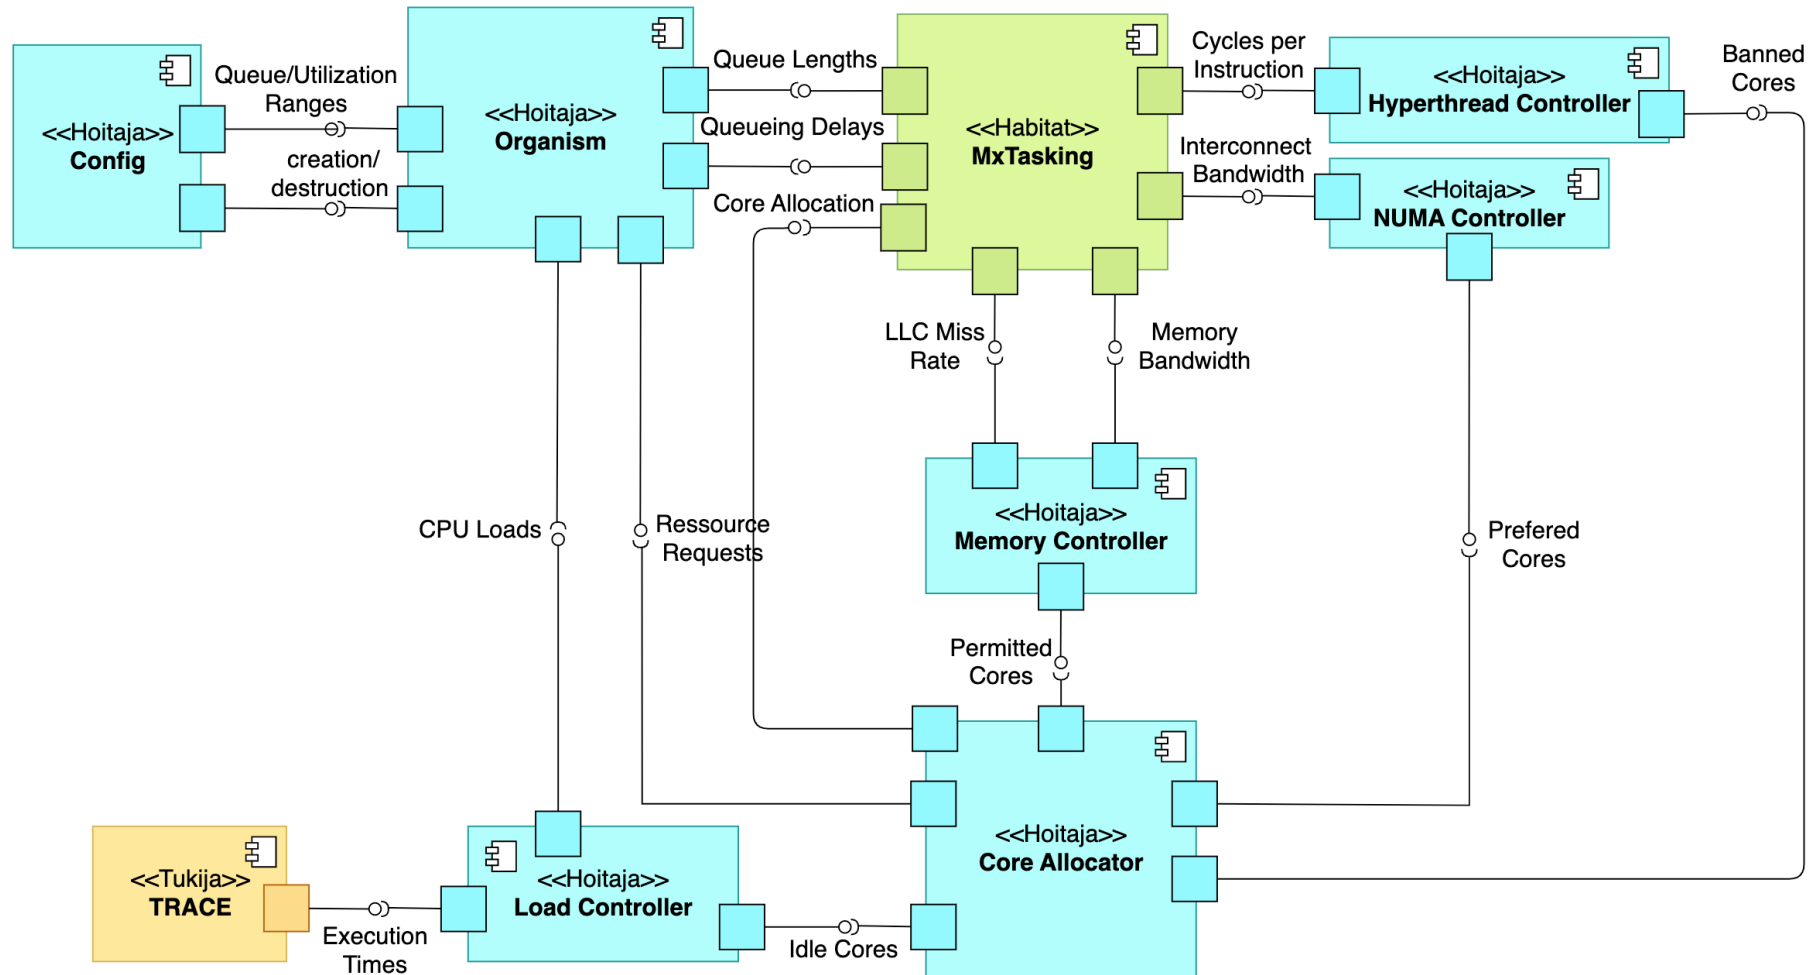 <<Hoitaja>>
Config
Queue/Utilization
Ranges
creation/
destruction
<<Hoitaja>>
Organism
Queue Lengths
Queueing Delays
Core Allocation
<<Habitat>>
MxTasking
Cycles per
Instruction
Interconnect
Bandwidth
<<Hoitaja>>
Hyperthread Controller
Banned
Cores
<<Hoitaja>>
NUMA Controller
LLC Miss
Rate
Memory
Bandwidth
CPU Loads
Ressource
Requests
<<Hoitaja>>
Memory Controller
Prefered
Cores
Permitted
Cores
<<Hoitaja>>
Core Allocator
<<Tukija>>
TRACE
Execution
Times
<<Hoitaja>>
Load Controller
Idle Cores